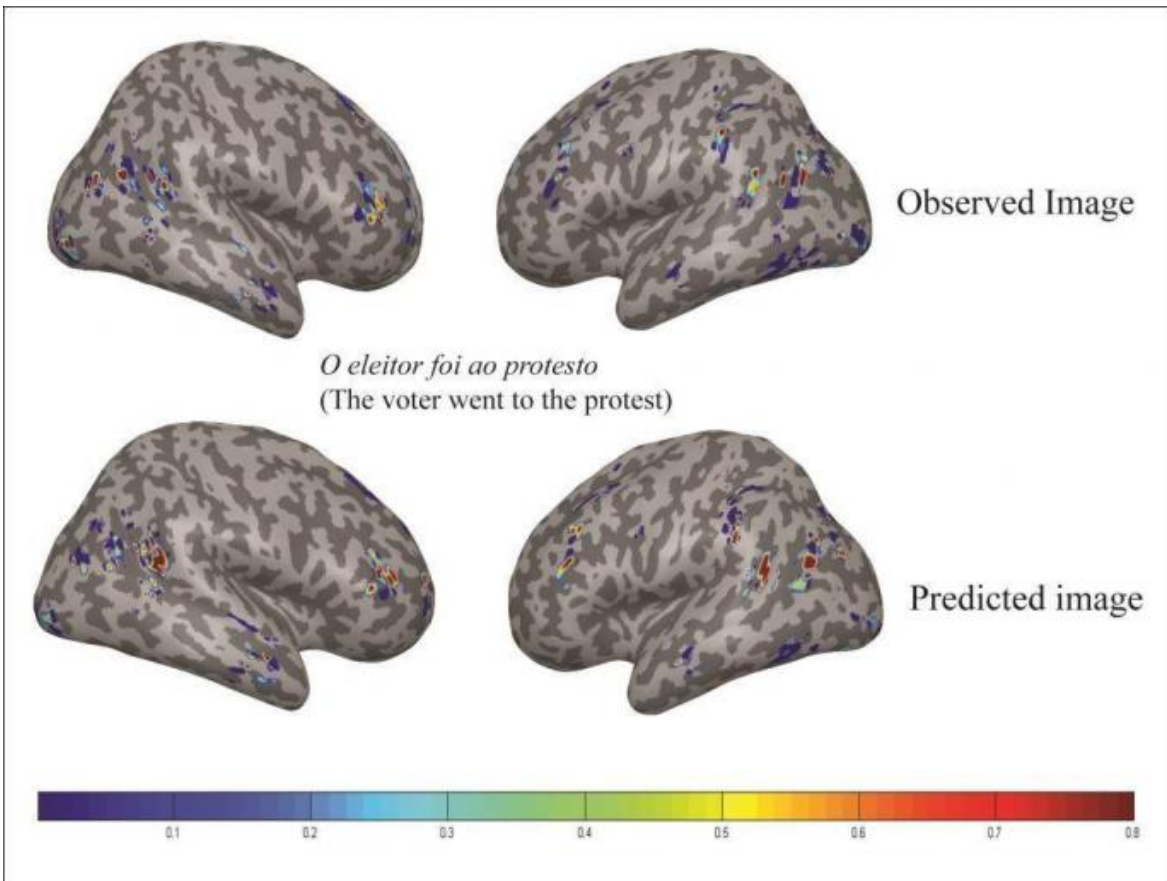 Observed Image
O eleitor foi ao protesto
(The voter went to the protest)
Predicted image
0.1 0.2 0.3 0.4 0.5 0.6 0.7 0.8